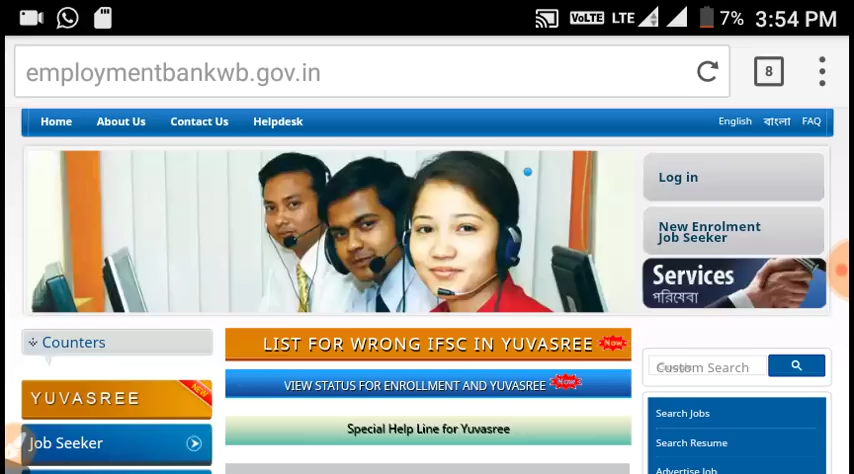 VoLTE LTE 7% 3:54 PM
employmentbankwb.gov.in
8
Home About Us Contact Us Helpdesk English বাংলা FAQ
Log in
New Enrolment
Job Seeker
Services
পরিষেবা
Counters
LIST FOR WRONG IFSC IN YUVASREE New
VIEW STATUS FOR ENROLLMENT AND YUVASREE New
Special Help Line for Yuvasree
Custom Search
YUVASREE NEW
Job Seeker
Search Jobs
Search Resume
Advertise Job